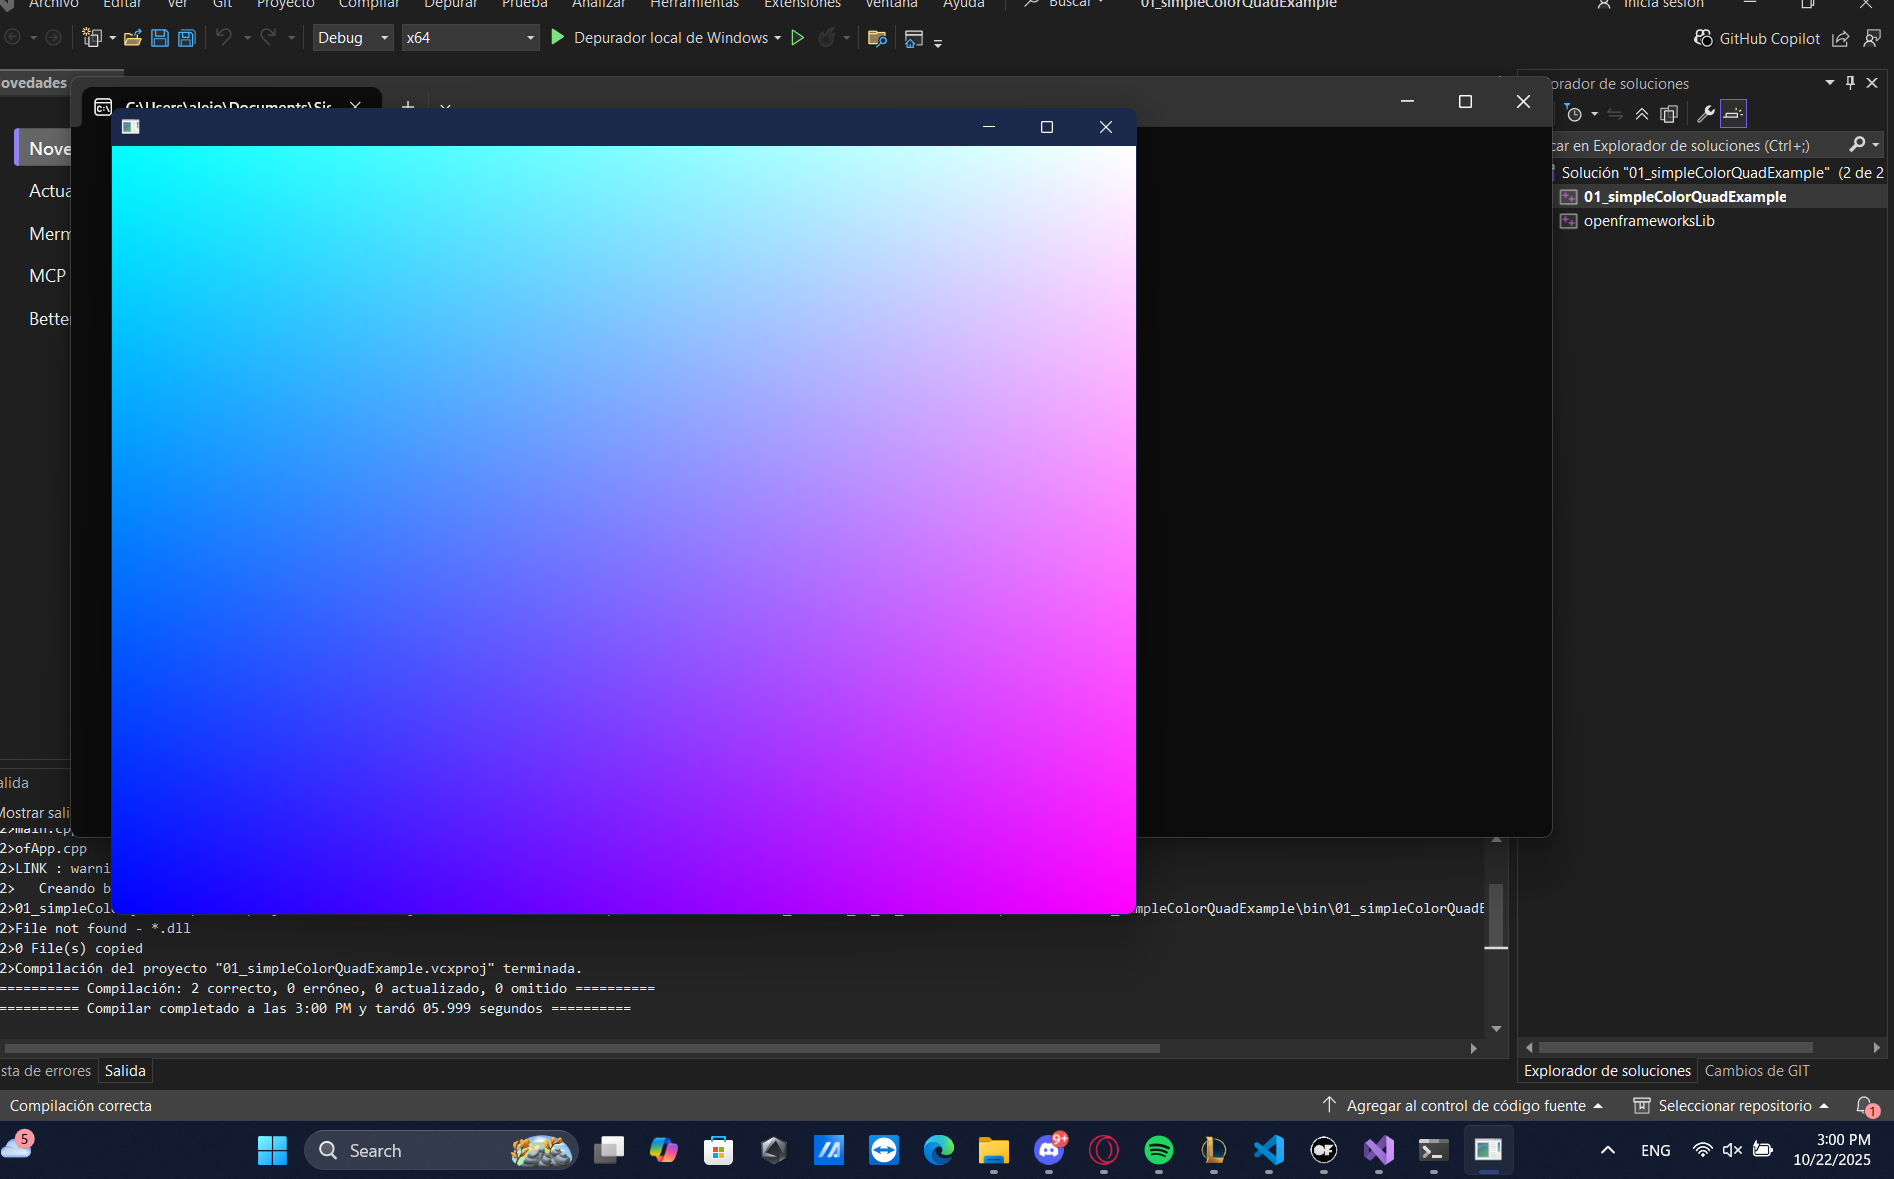 Archivo Editar Ver Git Proyecto Compilar Depurar Prueba Analizar Herramientas Extensiones Ventana Ayuda Buscar 01_simpleColorQuadExample Inicia sesión
Debug x64 Depurador local de Windows GitHub Copilot
ovedades
C:\Users\alejo\Documents\Sis
Nove
Actua
Merm
MCP
Better
orador de soluciones
car en Explorador de soluciones (Ctrl+;)
Solución "01_simpleColorQuadExample" (2 de 2
01_simpleColorQuadExample
openframeworksLib
alida
Mostrar sali
2>main.cpp
2>ofApp.cpp
2>LINK : warni
2> Creando b
2>01_simpleCol mpleColorQuadExample\bin\01_simpleColorQuadE
2>File not found - *.dll
2>0 File(s) copied
2>Compilación del proyecto "01_simpleColorQuadExample.vcxproj" terminada.
========== Compilación: 2 correcto, 0 erróneo, 0 actualizado, 0 omitido ==========
========== Compilar completado a las 3:00 PM y tardó 05.999 segundos ==========
sta de errores Salida
Explorador de soluciones Cambios de GIT
Compilación correcta Agregar al control de código fuente Seleccionar repositorio 1
5 Search 9+ OF ENG 3:00 PM
10/22/2025